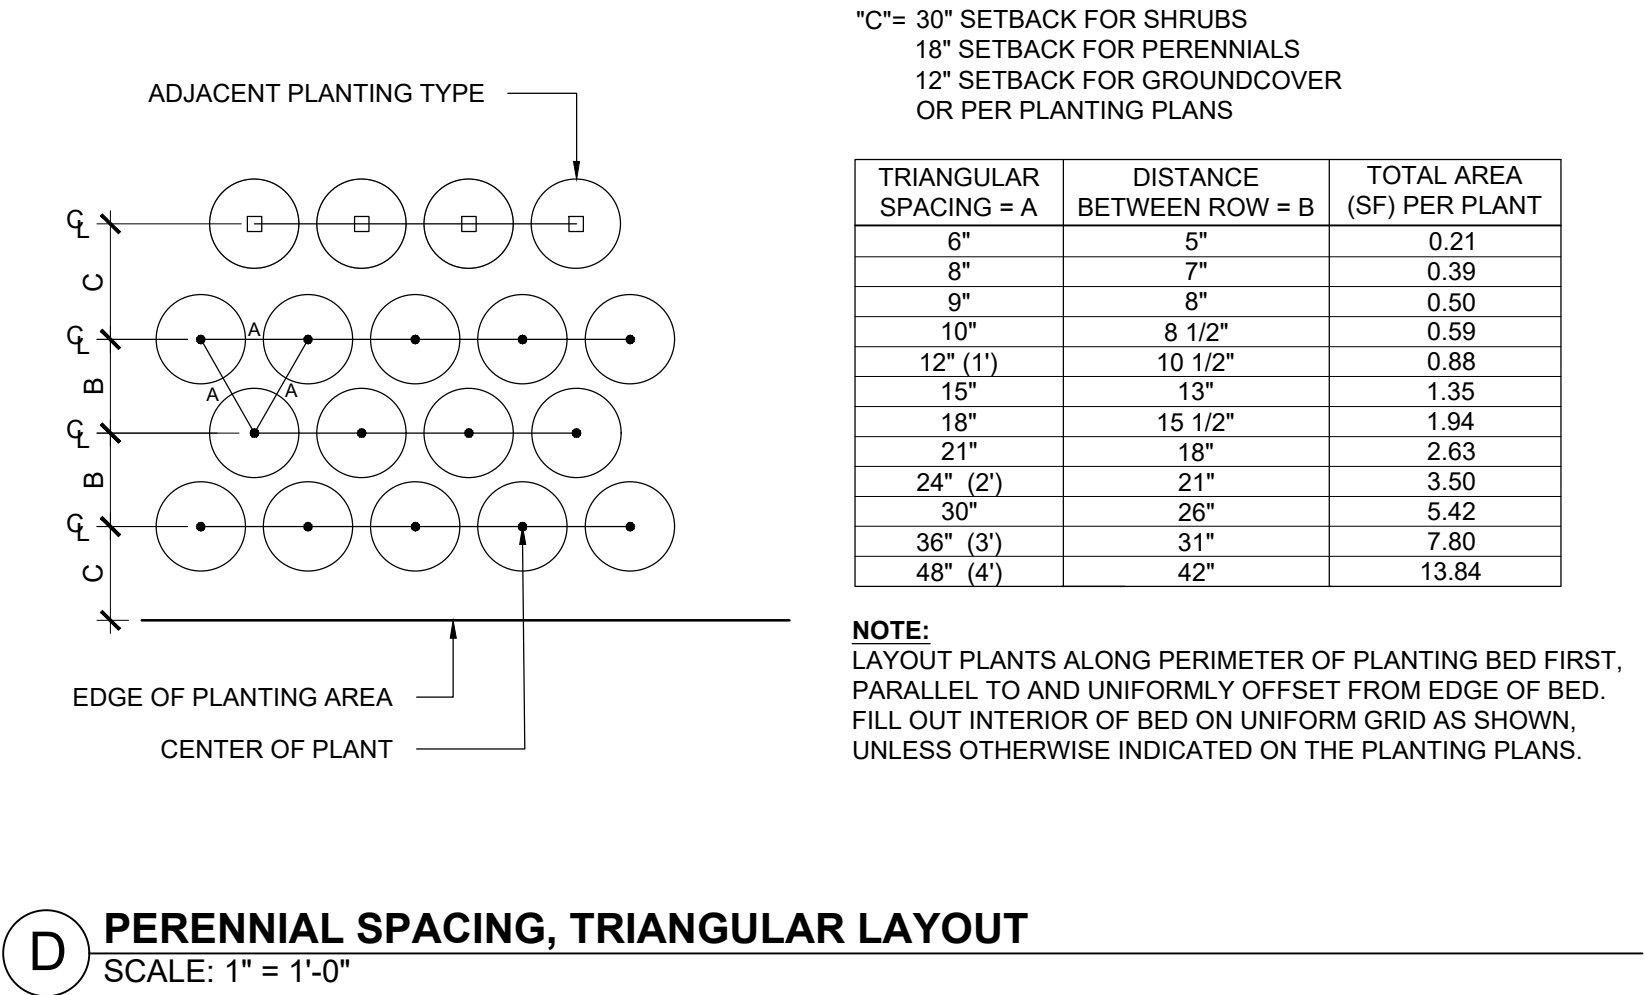 "C"= 30" SETBACK FOR SHRUBS
18" SETBACK FOR PERENNIALS
12" SETBACK FOR GROUNDCOVER
OR PER PLANTING PLANS
ADJACENT PLANTING TYPE
CL
C
CL
A
B
A A
CL
B
CL
C
EDGE OF PLANTING AREA
CENTER OF PLANT
TRIANGULAR SPACING = A DISTANCE BETWEEN ROW = B TOTAL AREA (SF) PER PLANT
6" 5" 0.21
8" 7" 0.39
9" 8" 0.50
10" 8 1/2" 0.59
12" (1') 10 1/2" 0.88
15" 13" 1.35
18" 15 1/2" 1.94
21" 18" 2.63
24" (2') 21" 3.50
30" 26" 5.42
36" (3') 31" 7.80
48" (4') 42" 13.84
NOTE:
LAYOUT PLANTS ALONG PERIMETER OF PLANTING BED FIRST,
PARALLEL TO AND UNIFORMLY OFFSET FROM EDGE OF BED.
FILL OUT INTERIOR OF BED ON UNIFORM GRID AS SHOWN,
UNLESS OTHERWISE INDICATED ON THE PLANTING PLANS.
D PERENNIAL SPACING, TRIANGULAR LAYOUT
SCALE: 1" = 1'-0"